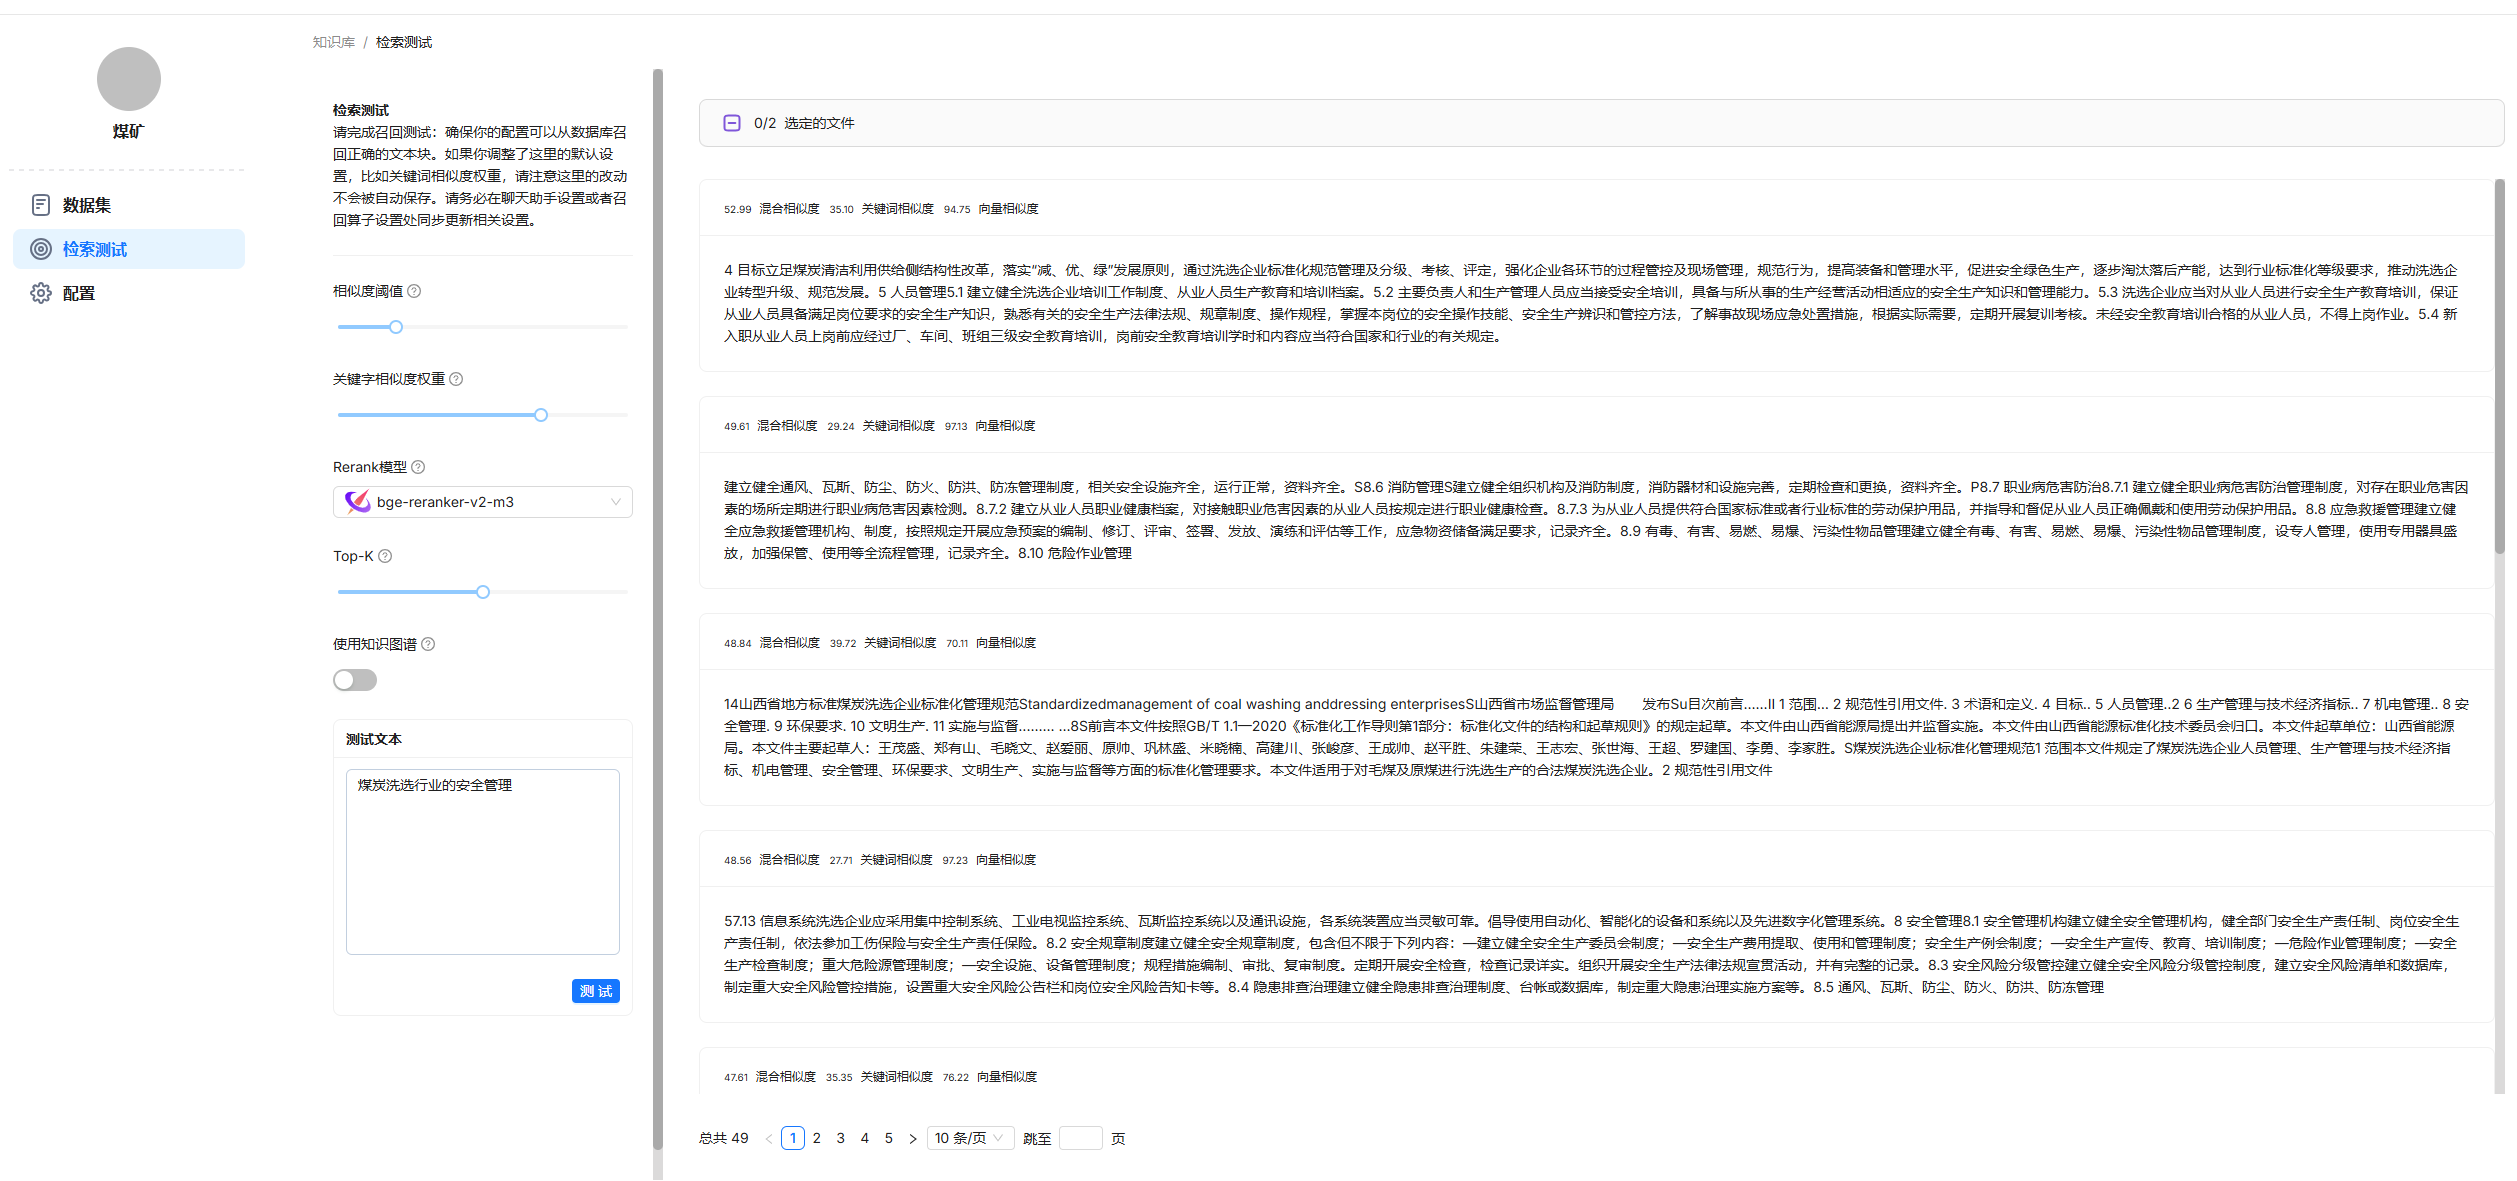 知识库 / 检索测试
煤矿
数据集
检索测试
配置
检索测试
请完成召回测试：确保你的配置可以从数据库召
回正确的文本块。如果你调整了这里的默认设
置，比如关键词相似度权重，请注意这里的改动
不会被自动保存。请务必在聊天助手设置或者召
回算子设置处同步更新相关设置。
相似度阈值
关键字相似度权重
Rerank模型
bge-reranker-v2-m3
Top-K
使用知识图谱
测试文本
煤炭洗选行业的安全管理
测 试
0/2 选定的文件
52.99 混合相似度 35.10 关键词相似度 94.75 向量相似度
4 目标立足煤炭清洁利用供给侧结构性改革，落实“减、优、绿”发展原则，通过洗选企业标准化规范管理及分级、考核、评定，强化企业各环节的过程管控及现场管理，规范行为，提高装备和管理水平，促进安全绿色生产，逐步淘汰落后产能，达到行业标准化等级要求，推动洗选企
业转型升级、规范发展。5 人员管理5.1 建立健全洗选企业培训工作制度、从业人员生产教育和培训档案。5.2 主要负责人和生产管理人员应当接受安全培训，具备与所从事的生产经营活动相适应的安全生产知识和管理能力。5.3 洗选企业应当对从业人员进行安全生产教育培训，保证
从业人员具备满足岗位要求的安全生产知识，熟悉有关的安全生产法律法规、规章制度、操作规程，掌握本岗位的安全操作技能、安全生产辨识和管控方法，了解事故现场应急处置措施，根据实际需要，定期开展复训考核。未经安全教育培训合格的从业人员，不得上岗作业。5.4 新
入职从业人员上岗前应经过厂、车间、班组三级安全教育培训，岗前安全教育培训学时和内容应当符合国家和行业的有关规定。
49.61 混合相似度 29.24 关键词相似度 97.13 向量相似度
建立健全通风、瓦斯、防尘、防火、防洪、防冻管理制度，相关安全设施齐全，运行正常，资料齐全。S8.6 消防管理S建立健全组织机构及消防制度，消防器材和设施完善，定期检查和更换，资料齐全。P8.7 职业病危害防治8.7.1 建立健全职业病危害防治管理制度，对存在职业危害因
素的场所定期进行职业病危害因素检测。8.7.2 建立从业人员职业健康档案，对接触职业危害因素的从业人员按规定进行职业健康检查。8.7.3 为从业人员提供符合国家标准或者行业标准的劳动保护用品，并指导和督促从业人员正确佩戴和使用劳动保护用品。8.8 应急救援管理建立健
全应急救援管理机构、制度，按照规定开展应急预案的编制、修订、评审、签署、发放、演练和评估等工作，应急物资储备满足要求，记录齐全。8.9 有毒、有害、易燃、易爆、污染性物品管理建立健全有毒、有害、易燃、易爆、污染性物品管理制度，设专人管理，使用专用器具盛
放，加强保管、使用等全流程管理，记录齐全。8.10 危险作业管理
48.84 混合相似度 39.72 关键词相似度 70.11 向量相似度
14山西省地方标准煤炭洗选企业标准化管理规范Standardizedmanagement of coal washing anddressing enterprisesS山西省市场监督管理局 发布Su目次前言......II 1 范围... 2 规范性引用文件. 3 术语和定义. 4 目标.. 5 人员管理..2 6 生产管理与技术经济指标.. 7 机电管理.. 8 安
全管理. 9 环保要求. 10 文明生产. 11 实施与监督......... ...8S前言本文件按照GB/T 1.1—2020《标准化工作导则第1部分：标准化文件的结构和起草规则》的规定起草。本文件由山西省能源局提出并监督实施。本文件由山西省能源标准化技术委员会归口。本文件起草单位：山西省能源
局。本文件主要起草人：王茂盛、郑有山、毛晓文、赵爱丽、原帅、巩林盛、米晓楠、高建川、张峻彦、王成帅、赵平胜、朱建荣、王志宏、张世海、王超、罗建国、李勇、李家胜。S煤炭洗选企业标准化管理规范1 范围本文件规定了煤炭洗选企业人员管理、生产管理与技术经济指
标、机电管理、安全管理、环保要求、文明生产、实施与监督等方面的标准化管理要求。本文件适用于对毛煤及原煤进行洗选生产的合法煤炭洗选企业。2 规范性引用文件
48.56 混合相似度 27.71 关键词相似度 97.23 向量相似度
57.13 信息系统洗选企业应采用集中控制系统、工业电视监控系统、瓦斯监控系统以及通讯设施，各系统装置应当灵敏可靠。倡导使用自动化、智能化的设备和系统以及先进数字化管理系统。8 安全管理8.1 安全管理机构建立健全安全管理机构，健全部门安全生产责任制、岗位安全生
产责任制，依法参加工伤保险与安全生产责任保险。8.2 安全规章制度建立健全安全规章制度，包含但不限于下列内容：—建立健全安全生产委员会制度；—安全生产费用提取、使用和管理制度；安全生产例会制度；—安全生产宣传、教育、培训制度；—危险作业管理制度；—安全
生产检查制度；重大危险源管理制度；—安全设施、设备管理制度；规程措施编制、审批、复审制度。定期开展安全检查，检查记录详实。组织开展安全生产法律法规宣贯活动，并有完整的记录。8.3 安全风险分级管控建立健全安全风险分级管控制度，建立安全风险清单和数据库，
制定重大安全风险管控措施，设置重大安全风险公告栏和岗位安全风险告知卡等。8.4 隐患排查治理建立健全隐患排查治理制度、台帐或数据库，制定重大隐患治理实施方案等。8.5 通风、瓦斯、防尘、防火、防洪、防冻管理
47.61 混合相似度 35.35 关键词相似度 76.22 向量相似度
总共 49 < 1 2 3 4 5 > 10 条/页 跳至 页